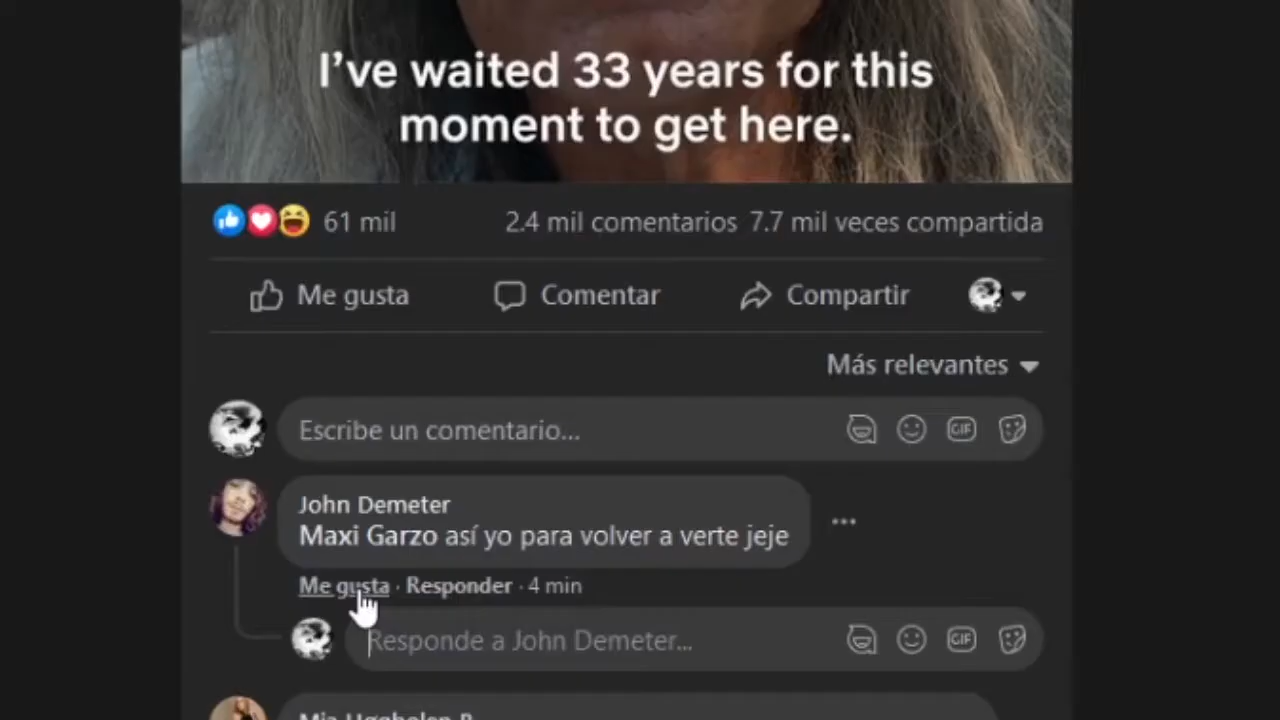 I've waited 33 years for this
moment to get here.
61 mil
2.4 mil comentarios 7.7 mil veces compartida
Me gusta
Comentar
Compartir
Más relevantes
Escribe un comentario...
GIF
John Demeter
Maxi Garzo así yo para volver a verte jeje
Me gusta · Responder · 4 min
Responde a John Demeter...
GIF